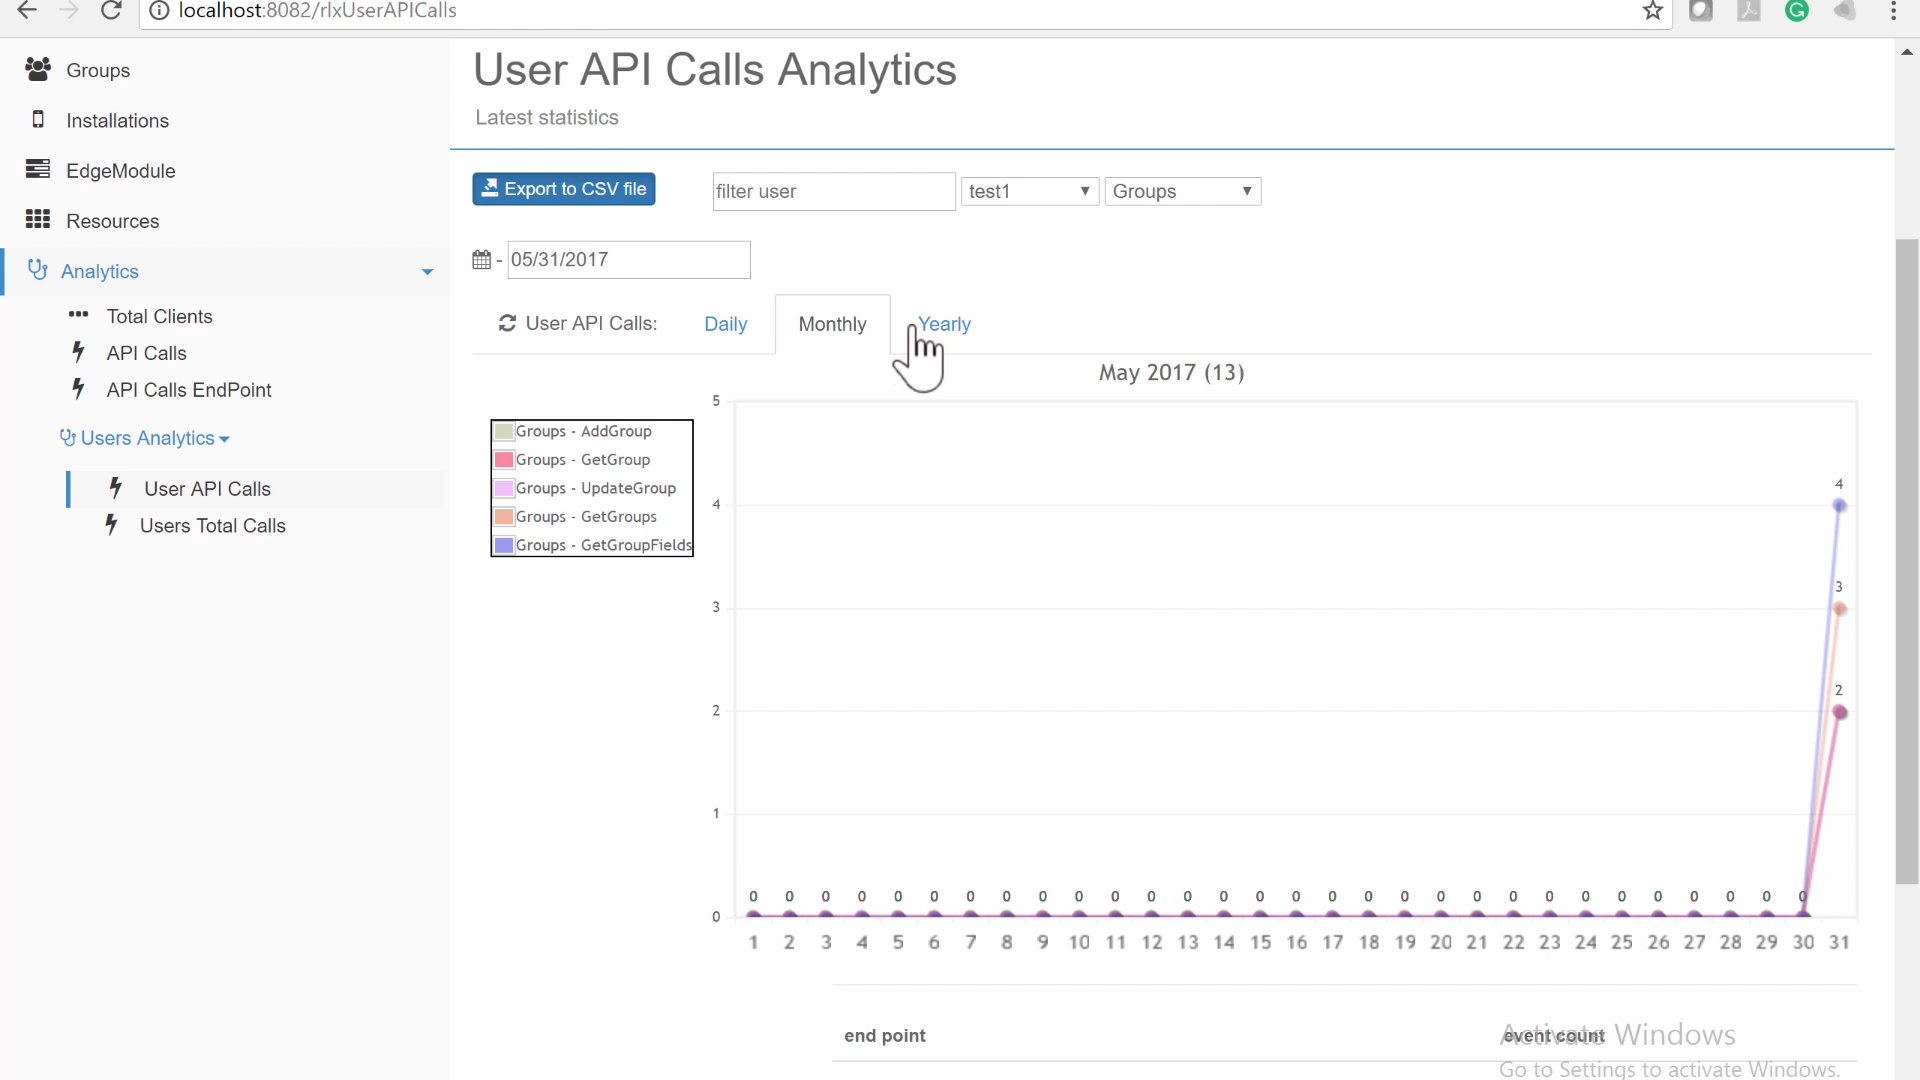 localhost:8082/rlxUserAPICalls
Groups
Installations
EdgeModule
Resources
Analytics
Total Clients
API Calls
API Calls EndPoint
Users Analytics
User API Calls
Users Total Calls
User API Calls Analytics
Latest statistics
Export to CSV file
filter user
test1
Groups
- 05/31/2017
User API Calls:
Daily
Monthly
Yearly
May 2017 (13)
Groups - AddGroup
Groups - GetGroup
Groups - UpdateGroup
Groups - GetGroups
Groups - GetGroupFields
5
4
3
2
1
0
4
3
2
0 0 0 0 0 0 0 0 0 0 0 0 0 0 0 0 0 0 0 0 0 0 0 0 0 0 0 0 0 0
1 2 3 4 5 6 7 8 9 10 11 12 13 14 15 16 17 18 19 20 21 22 23 24 25 26 27 28 29 30 31
end point
event count
Activate Windows
Go to Settings to activate Windows.